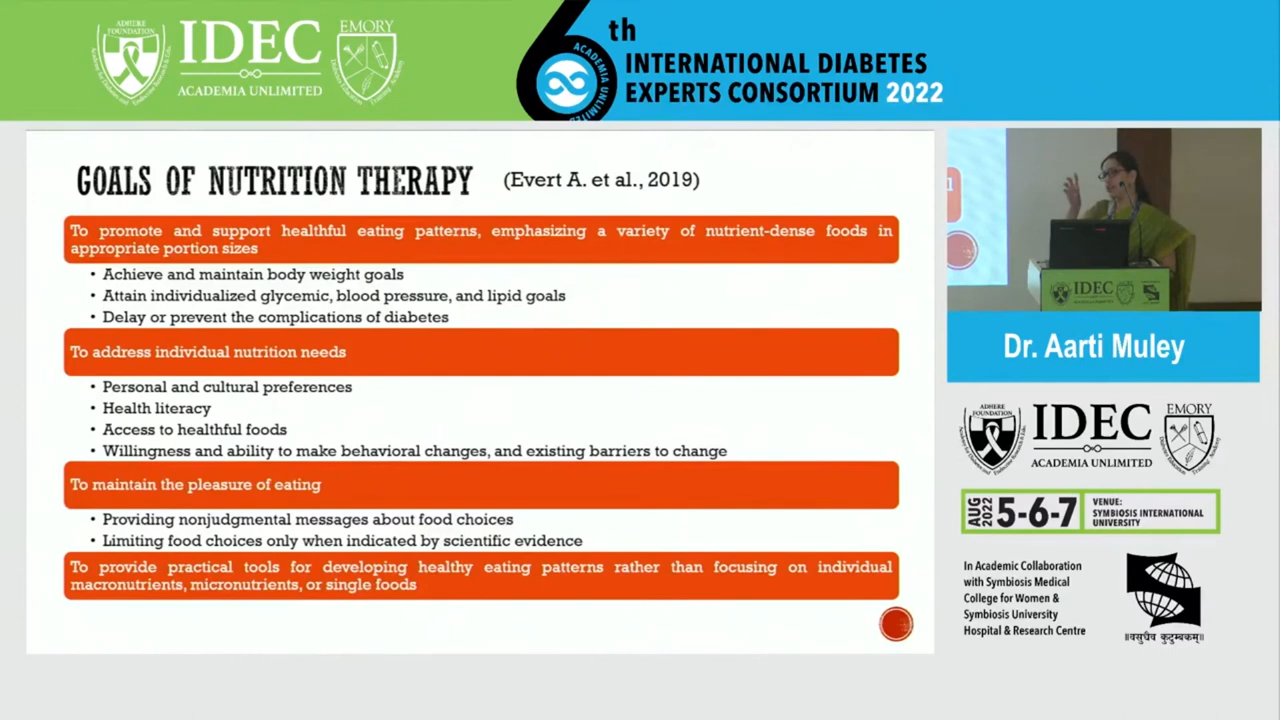 ADHERE
FOUNDATION
IDEC
ACADEMIA UNLIMITED
EMORY
6th
ACADEMIA UNLIMITED
INTERNATIONAL DIABETES
EXPERTS CONSORTIUM 2022
GOALS OF NUTRITION THERAPY (Evert A. et al., 2019)
To promote and support healthful eating patterns, emphasizing a variety of nutrient-dense foods in
appropriate portion sizes
• Achieve and maintain body weight goals
• Attain individualized glycemic, blood pressure, and lipid goals
• Delay or prevent the complications of diabetes
To address individual nutrition needs
• Personal and cultural preferences
• Health literacy
• Access to healthful foods
• Willingness and ability to make behavioral changes, and existing barriers to change
To maintain the pleasure of eating
• Providing nonjudgmental messages about food choices
• Limiting food choices only when indicated by scientific evidence
To provide practical tools for developing healthy eating patterns rather than focusing on individual
macronutrients, micronutrients, or single foods
IDEC
Dr. Aarti Muley
ADHERE
FOUNDATION
IDEC
ACADEMIA UNLIMITED
EMORY
AUG
2022
5-6-7
VENUE:
SYMBIOSIS INTERNATIONAL
UNIVERSITY
In Academic Collaboration
with Symbiosis Medical
College for Women &
Symbiosis University
Hospital & Research Centre
॥वसुधैव कुटुम्बकम्॥